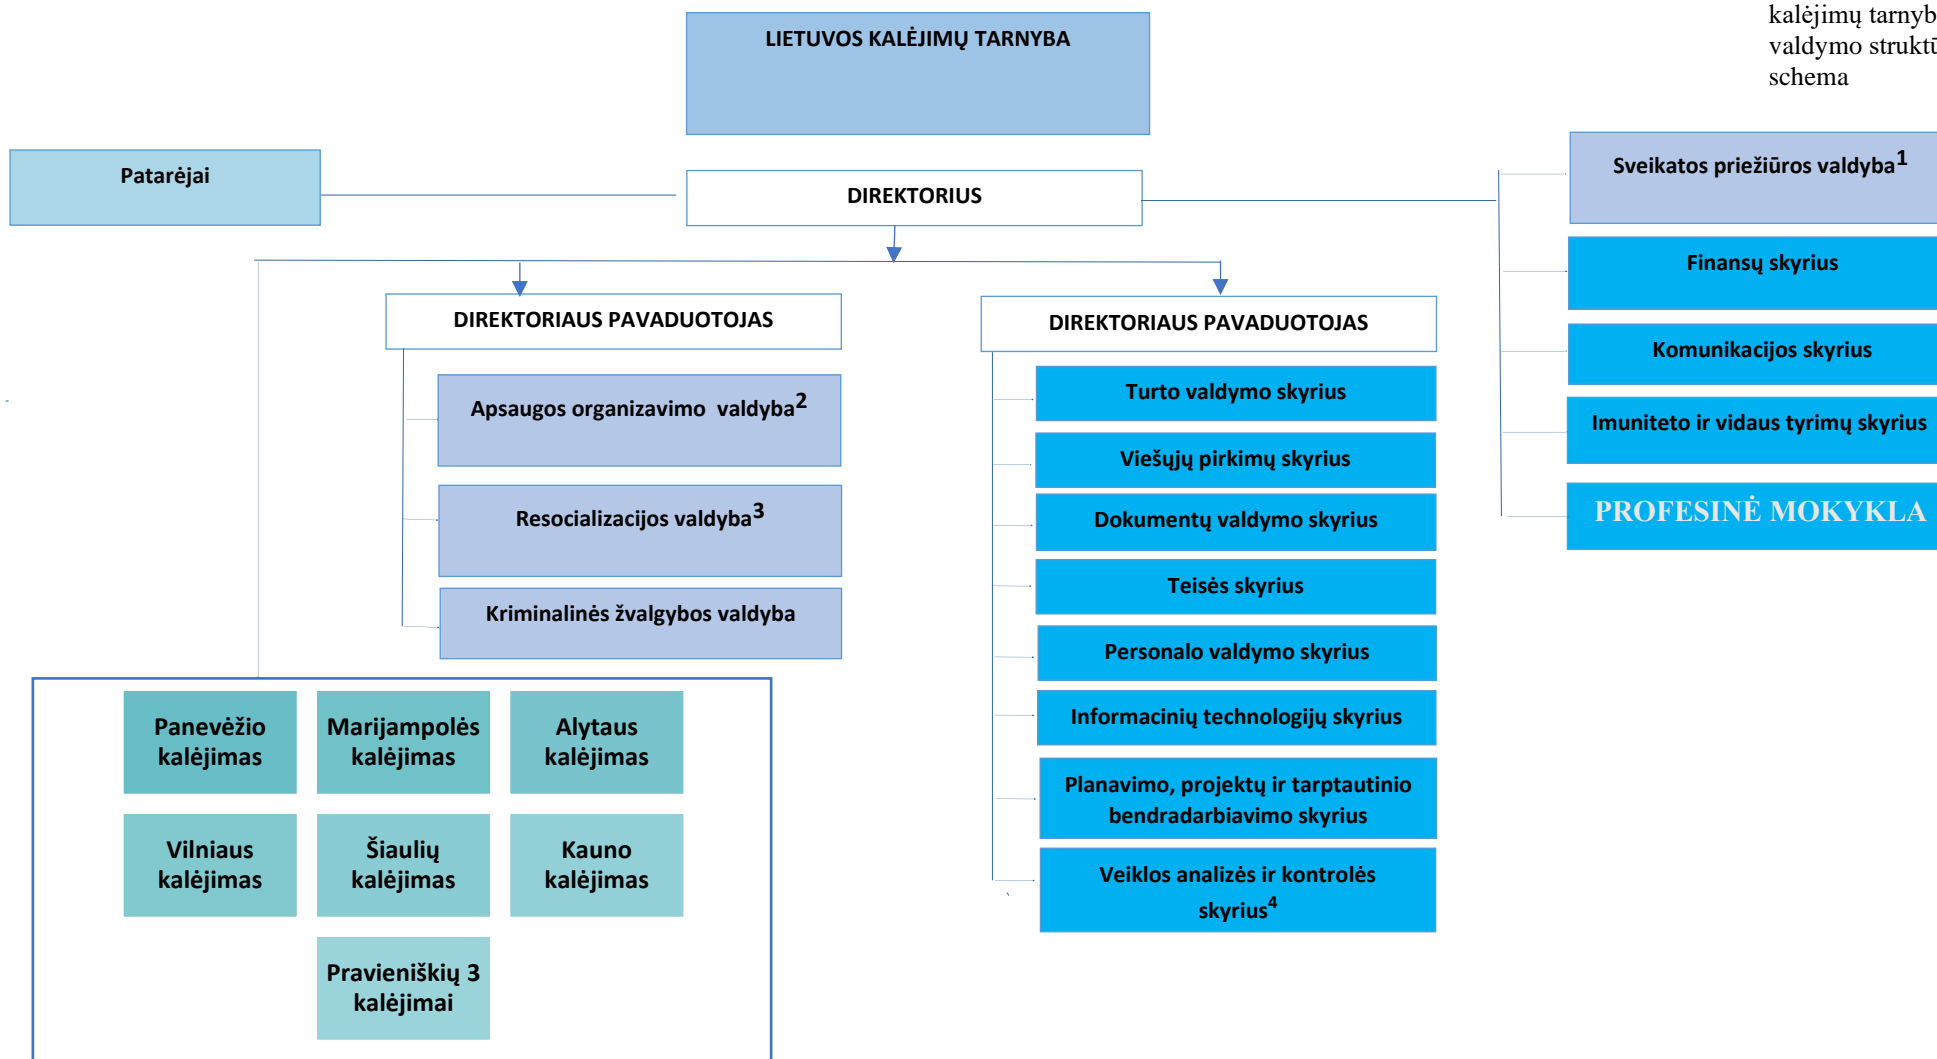 kalėjimų tarnyb
valdymo struktū
schema
LIETUVOS KALĖJIMŲ TARNYBA
Patarėjai
DIREKTORIUS
DIREKTORIAUS PAVADUOTOJAS
Apsaugos organizavimo valdyba2
Resocializacijos valdyba3
Kriminalinės žvalgybos valdyba
DIREKTORIAUS PAVADUOTOJAS
Turto valdymo skyrius
Viešųjų pirkimų skyrius
Dokumentų valdymo skyrius
Teisės skyrius
Personalo valdymo skyrius
Informacinių technologijų skyrius
Planavimo, projektų ir tarptautinio
bendradarbiavimo skyrius
Veiklos analizės ir kontrolės
skyrius4
Sveikatos priežiūros valdyba1
Finansų skyrius
Komunikacijos skyrius
Imuniteto ir vidaus tyrimų skyrius
PROFESINĖ MOKYKLA
Panevėžio
kalėjimas
Marijampolės
kalėjimas
Alytaus
kalėjimas
Vilniaus
kalėjimas
Šiaulių
kalėjimas
Kauno
kalėjimas
Pravieniškių 3
kalėjimai